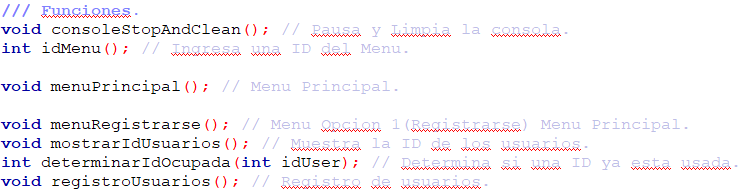 /// Funciones.
void consoleStopAndClean(); // Pausa y Limpia la consola.
int idMenu(); // Ingresa una ID del Menu.
void menuPrincipal(); // Menu Principal.
void menuRegistrarse(); // Menu Opcion 1(Registrarse) Menu Principal.
void mostrarIdUsuarios(); // Muestra la ID de los usuarios.
int determinarIdOcupada(int idUser); // Determina si una ID ya esta usada.
void registroUsuarios(); // Registro de usuarios.